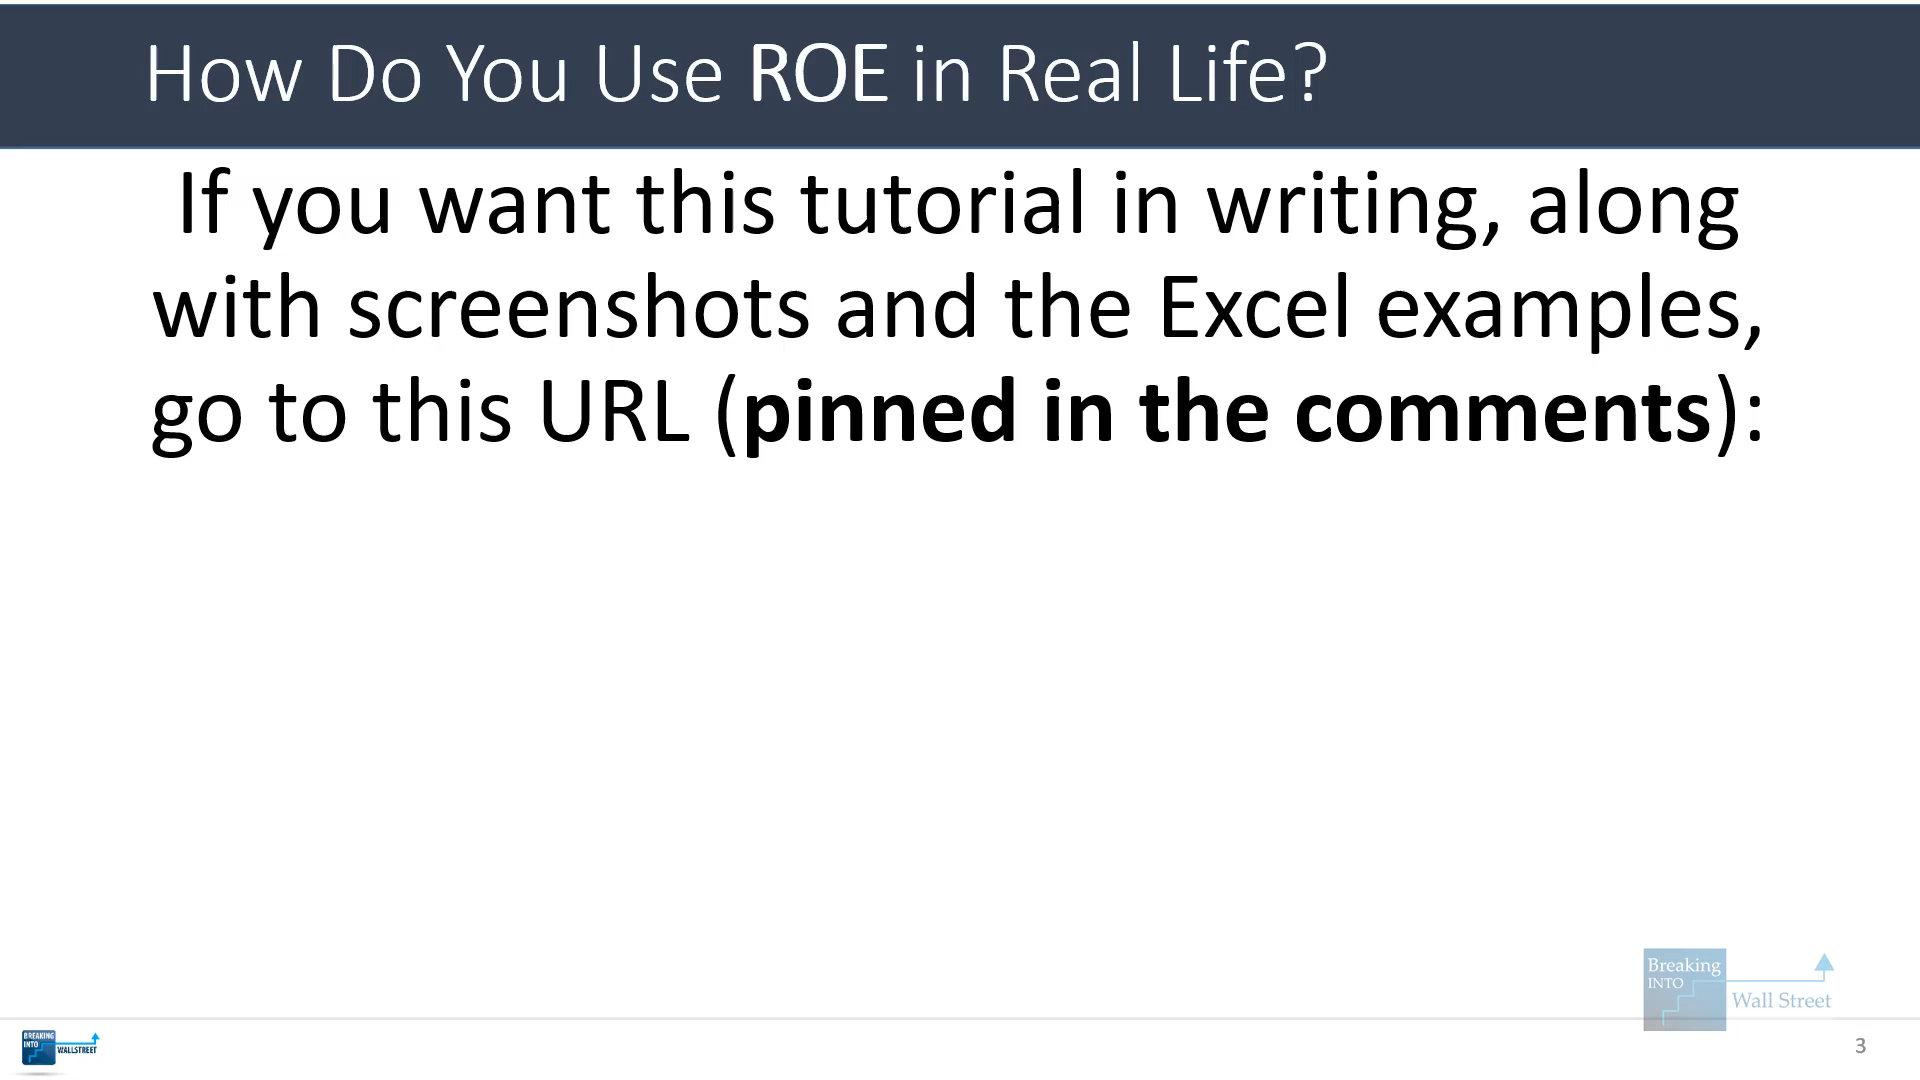 How Do You Use ROE in Real Life?
If you want this tutorial in writing, along
with screenshots and the Excel examples,
go to this URL (pinned in the comments):
Breaking
INTO
Wall Street
BREAKING
INTO
WALLSTREET
3